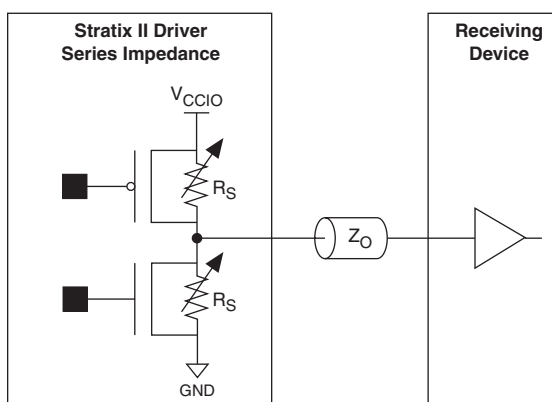 Stratix II Driver
Series Impedance
Receiving
Device
VCCIO
RS
ZO
RS
GND